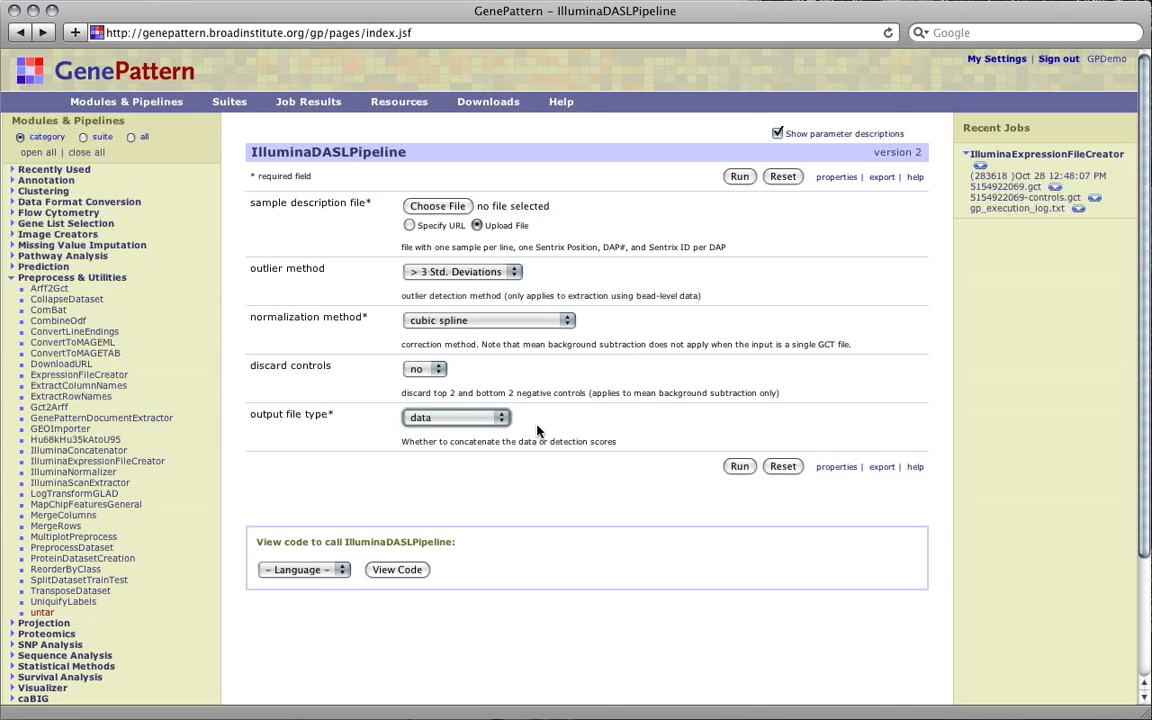 GenePattern – IlluminaDASLPipeline
http://genepattern.broadinstitute.org/gp/pages/index.jsf
Google
GenePattern
My Settings | Sign out GPDemo
Modules & Pipelines Suites Job Results Resources Downloads Help
Modules & Pipelines
category suite all
open all | close all
Recently Used
Annotation
Clustering
Data Format Conversion
Flow Cytometry
Gene List Selection
Image Creators
Missing Value Imputation
Pathway Analysis
Prediction
Preprocess & Utilities
Arff2Gct
CollapseDataset
ComBat
CombineOdf
ConvertLineEndings
ConvertToMAGEML
ConvertToMAGETAB
DownloadURL
ExpressionFileCreator
ExtractColumnNames
ExtractRowNames
Gct2Arff
GenePatternDocumentExtractor
GEOImporter
Hu68kHu35kAtoU95
IlluminaConcatenator
IlluminaExpressionFileCreator
IlluminaNormalizer
IlluminaScanExtractor
LogTransformGLAD
MapChipFeaturesGeneral
MergeColumns
MergeRows
MultiplotPreprocess
PreprocessDataset
ProteinDatasetCreation
ReorderByClass
SplitDatasetTrainTest
TransposeDataset
UniquifyLabels
untar
Projection
Proteomics
SNP Analysis
Sequence Analysis
Statistical Methods
Survival Analysis
Visualizer
caBIG
Show parameter descriptions
IlluminaDASLPipeline version 2
* required field Run Reset properties | export | help
sample description file* Choose File no file selected
Specify URL Upload File
file with one sample per line, one Sentrix Position, DAP#, and Sentrix ID per DAP
outlier method > 3 Std. Deviations
outlier detection method (only applies to extraction using bead-level data)
normalization method* cubic spline
correction method. Note that mean background subtraction does not apply when the input is a single GCT file.
discard controls no
discard top 2 and bottom 2 negative controls (applies to mean background subtraction only)
output file type* data
Whether to concatenate the data or detection scores
Run Reset properties | export | help
View code to call IlluminaDASLPipeline:
– Language – View Code
Recent Jobs
IlluminaExpressionFileCreator
(283618 )Oct 28 12:48:07 PM
5154922069.gct
5154922069-controls.gct
gp_execution_log.txt